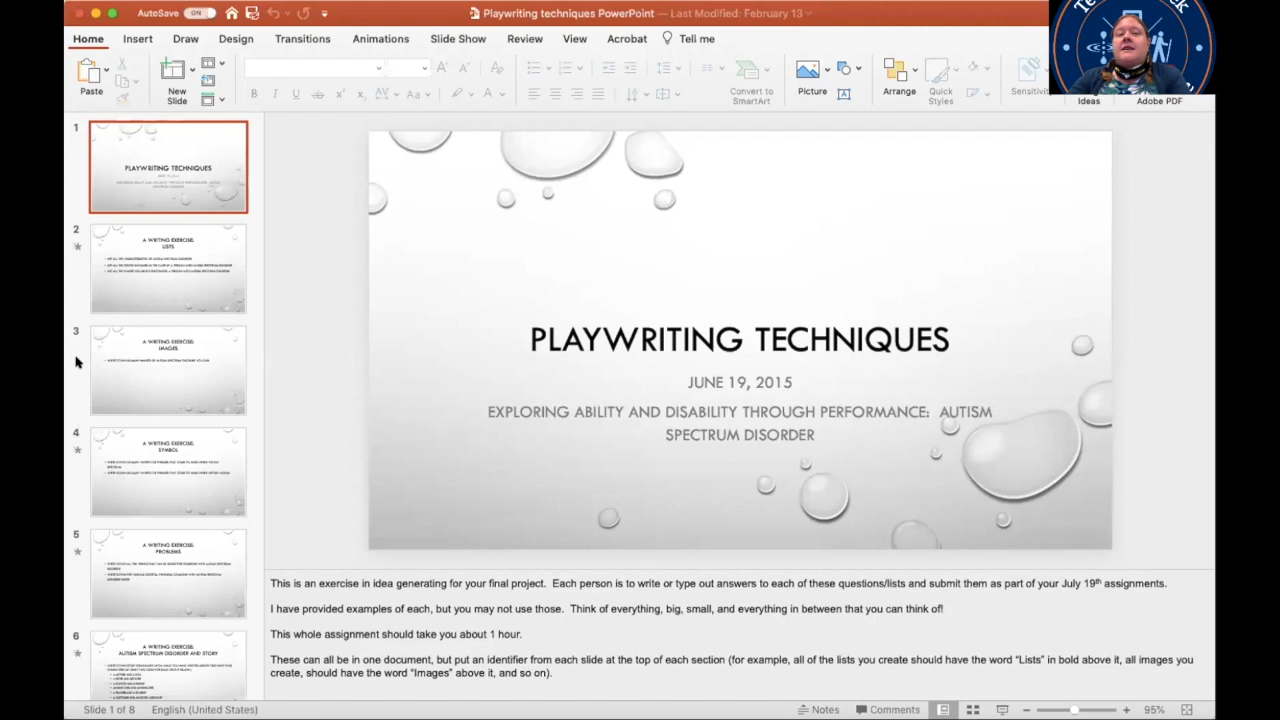 AutoSave ON
Playwriting techniques PowerPoint — Last Modified: February 13
Home Insert Draw Design Transitions Animations Slide Show Review View Acrobat Tell me
Paste
New
Slide
Convert to
SmartArt
Picture
Arrange
Quick
Styles
Ideas
Adobe PDF
1
PLAYWRITING TECHNIQUES
2
A WRITING EXERCISE:
LISTS
3
A WRITING EXERCISE:
IMAGES
4
A WRITING EXERCISE:
SYMBOL
5
A WRITING EXERCISE:
PROBLEMS
6
A WRITING EXERCISE:
AUTISM SPECTRUM DISORDER AND STORY
PLAYWRITING TECHNIQUES
JUNE 19, 2015
EXPLORING ABILITY AND DISABILITY THROUGH PERFORMANCE: AUTISM
SPECTRUM DISORDER
This is an exercise in idea generating for your final project. Each person is to write or type out answers to each of these questions/lists and submit them as part of your July 19th assignments.
I have provided examples of each, but you may not use those. Think of everything, big, small, and everything in between that you can think of!
This whole assignment should take you about 1 hour.
These can all be in one document, but put an identifier from each slide at the top of each section (for example, all of the lists you create should have the word “Lists” in bold above it, all images you
create, should have the word “Images” above it, and so on).
Slide 1 of 8 English (United States) Notes Comments 95%